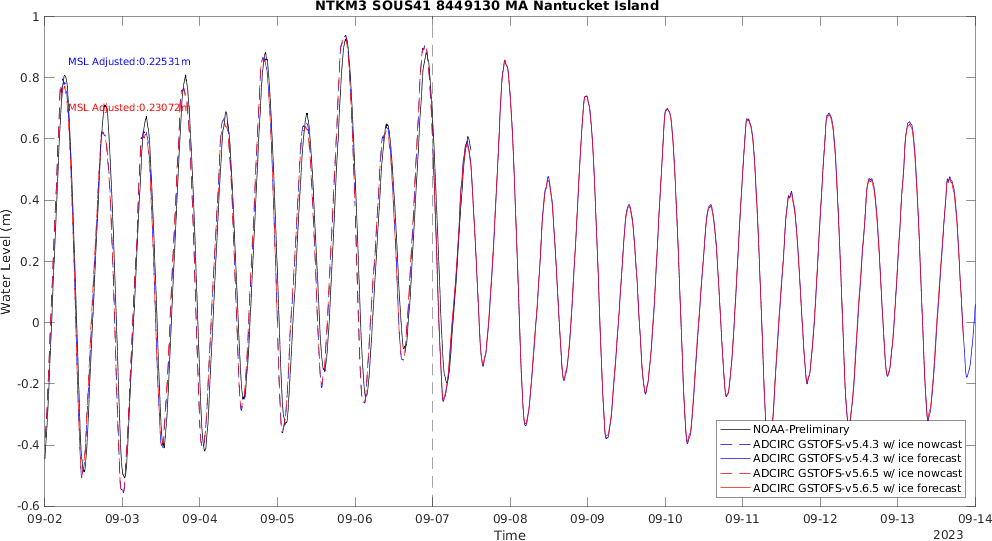 NTKM3 SOUS41 8449130 MA Nantucket Island
1
0.8
0.6
0.4
0.2
0
-0.2
-0.4
-0.6
Water Level (m)
MSL Adjusted:0.22531m
MSL Adjusted:0.23072m
NOAA-Preliminary
ADCIRC GSTOFS-v5.4.3 w/ ice nowcast
ADCIRC GSTOFS-v5.4.3 w/ ice forecast
ADCIRC GSTOFS-v5.6.5 w/ ice nowcast
ADCIRC GSTOFS-v5.6.5 w/ ice forecast
09-02 09-03 09-04 09-05 09-06 09-07 09-08 09-09 09-10 09-11 09-12 09-13 09-14
Time
2023